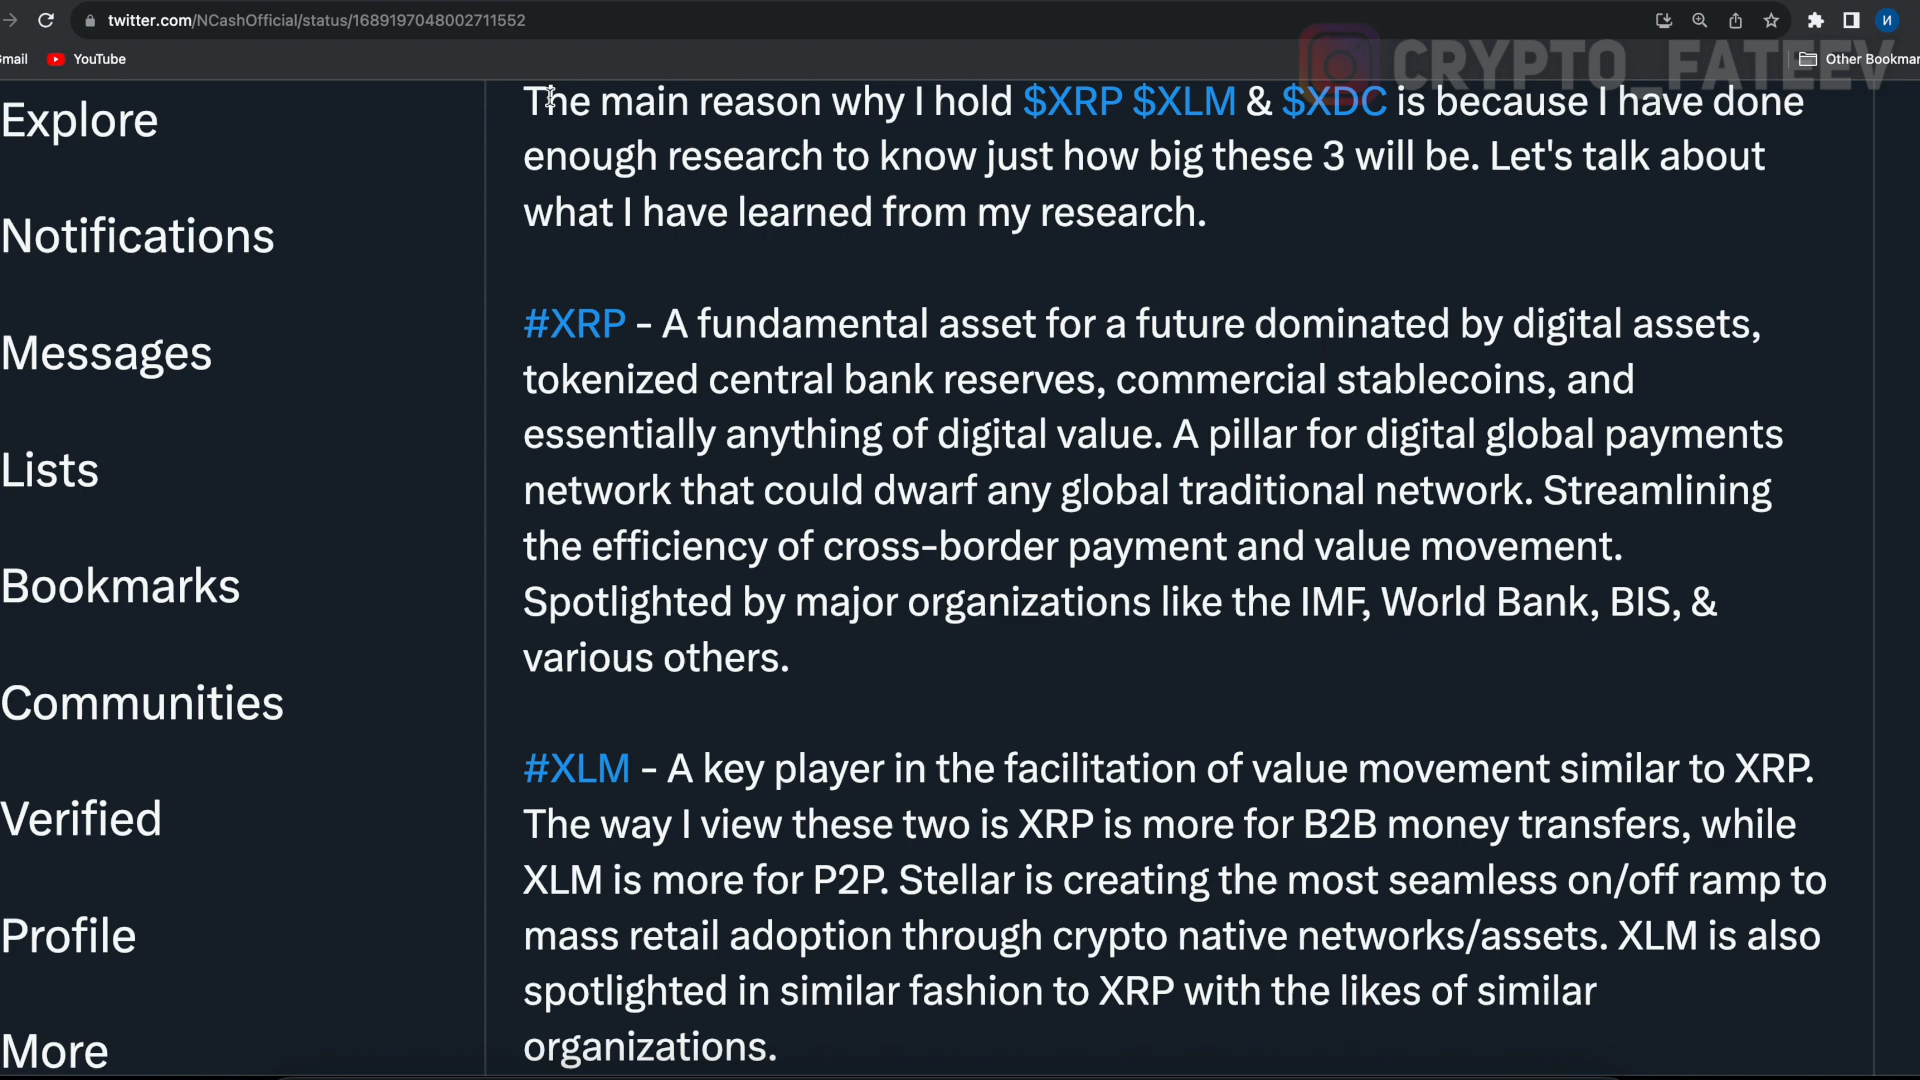 twitter.com/NCashOfficial/status/1689197048002711552
Gmail
YouTube
Other Bookmar
И
CRYPTO_FATEEV
Explore
Notifications
Messages
Lists
Bookmarks
Communities
Verified
Profile
More
The main reason why I hold $XRP $XLM & $XDC is because I have done
enough research to know just how big these 3 will be. Let's talk about
what I have learned from my research.
#XRP - A fundamental asset for a future dominated by digital assets,
tokenized central bank reserves, commercial stablecoins, and
essentially anything of digital value. A pillar for digital global payments
network that could dwarf any global traditional network. Streamlining
the efficiency of cross-border payment and value movement.
Spotlighted by major organizations like the IMF, World Bank, BIS, &
various others.
#XLM - A key player in the facilitation of value movement similar to XRP.
The way I view these two is XRP is more for B2B money transfers, while
XLM is more for P2P. Stellar is creating the most seamless on/off ramp to
mass retail adoption through crypto native networks/assets. XLM is also
spotlighted in similar fashion to XRP with the likes of similar
organizations.